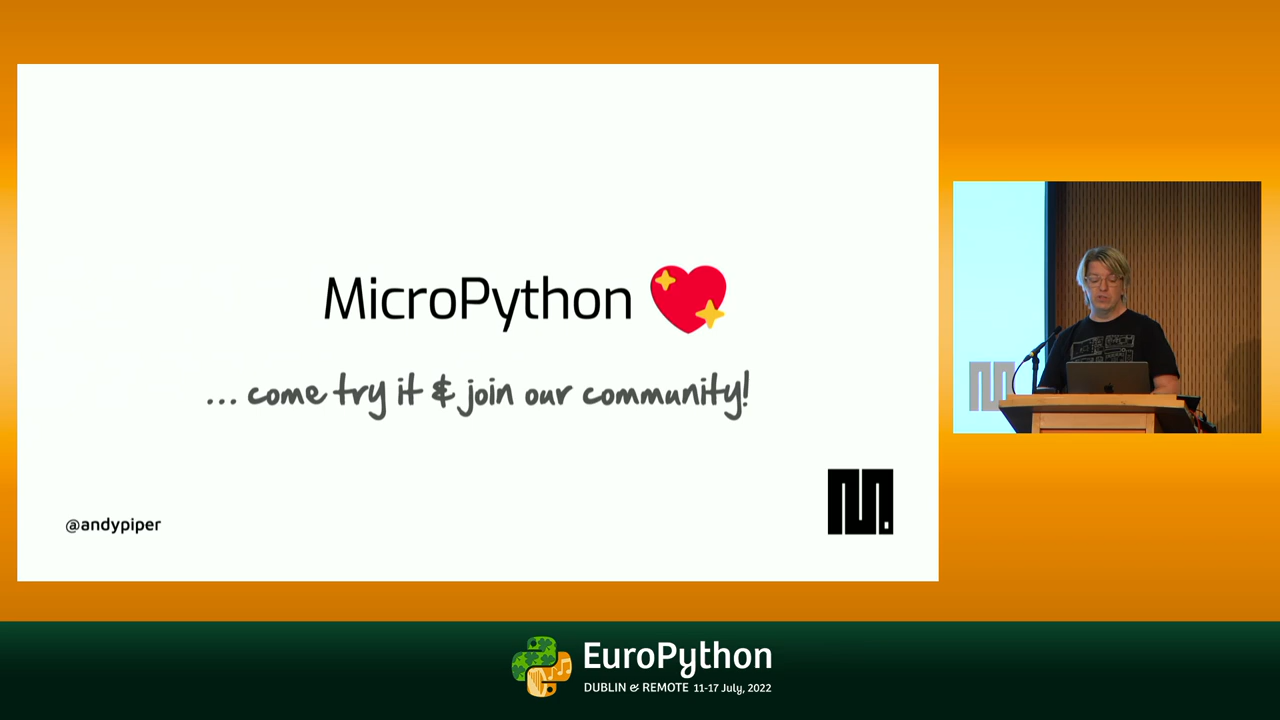 MicroPython
... come try it & join our community!
@andypiper
EuroPython
DUBLIN & REMOTE 11-17 July, 2022